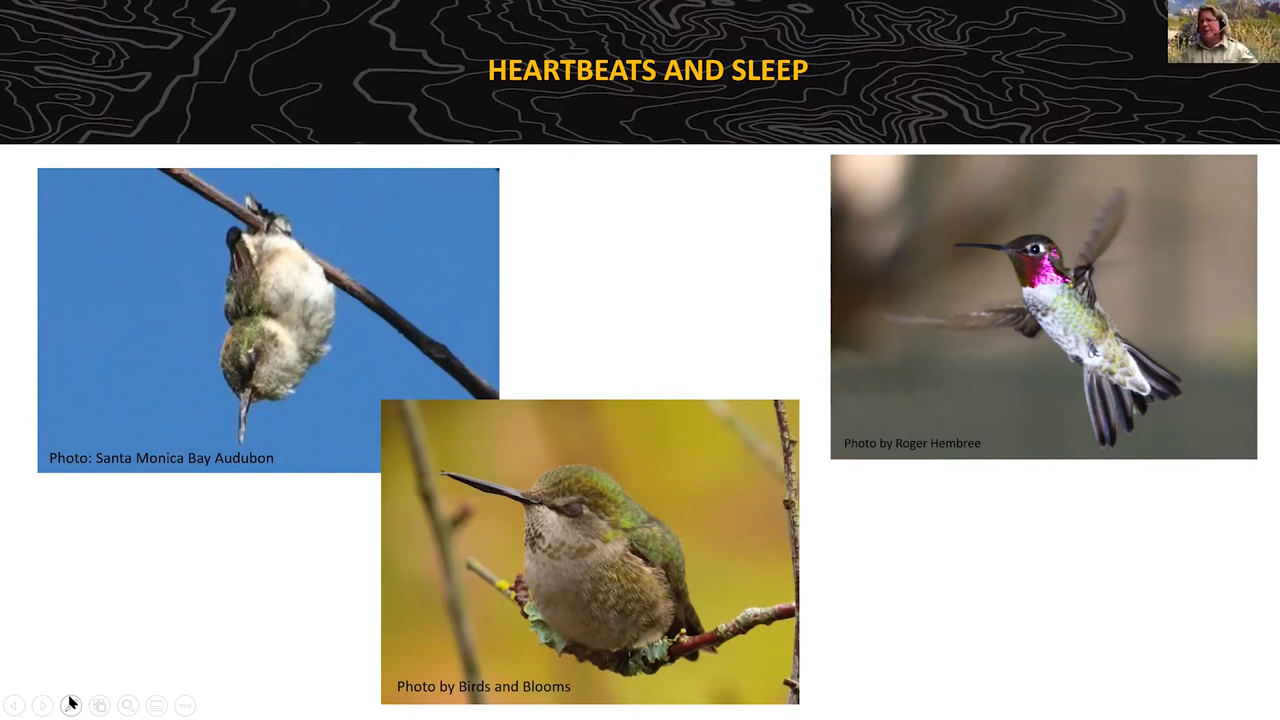 HEARTBEATS AND SLEEP
Photo: Santa Monica Bay Audubon
Photo by Roger Hembree
Photo by Birds and Blooms